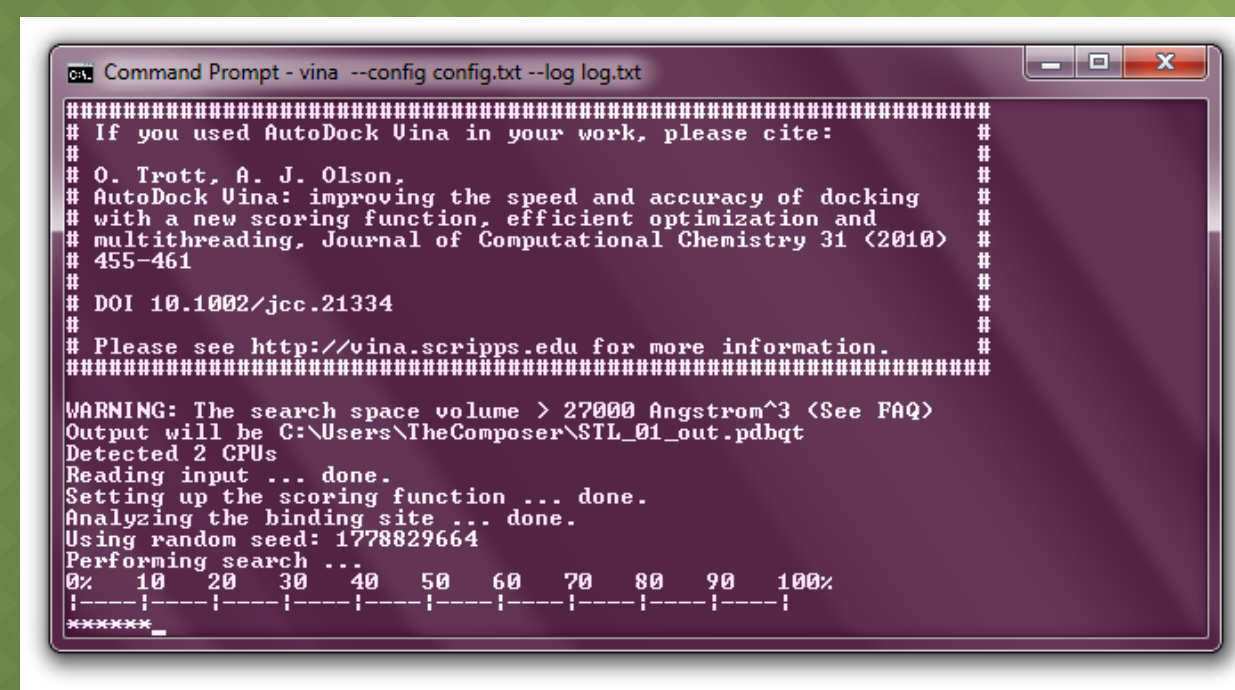 Command Prompt - vina --config config.txt --log log.txt
#################################################################
# If you used AutoDock Vina in your work, please cite: #
# #
# O. Trott, A. J. Olson, #
# AutoDock Vina: improving the speed and accuracy of docking #
# with a new scoring function, efficient optimization and #
# multithreading, Journal of Computational Chemistry 31 (2010) #
# 455-461 #
# #
# DOI 10.1002/jcc.21334 #
# #
# Please see http://vina.scripps.edu for more information. #
#################################################################
WARNING: The search space volume > 27000 Angstrom^3 (See FAQ)
Output will be C:\Users\TheComposer\STL_01_out.pdbqt
Detected 2 CPUs
Reading input ... done.
Setting up the scoring function ... done.
Analyzing the binding site ... done.
Using random seed: 1778829664
Performing search ...
0% 10 20 30 40 50 60 70 80 90 100%
|----|----|----|----|----|----|----|----|----|----|
******_